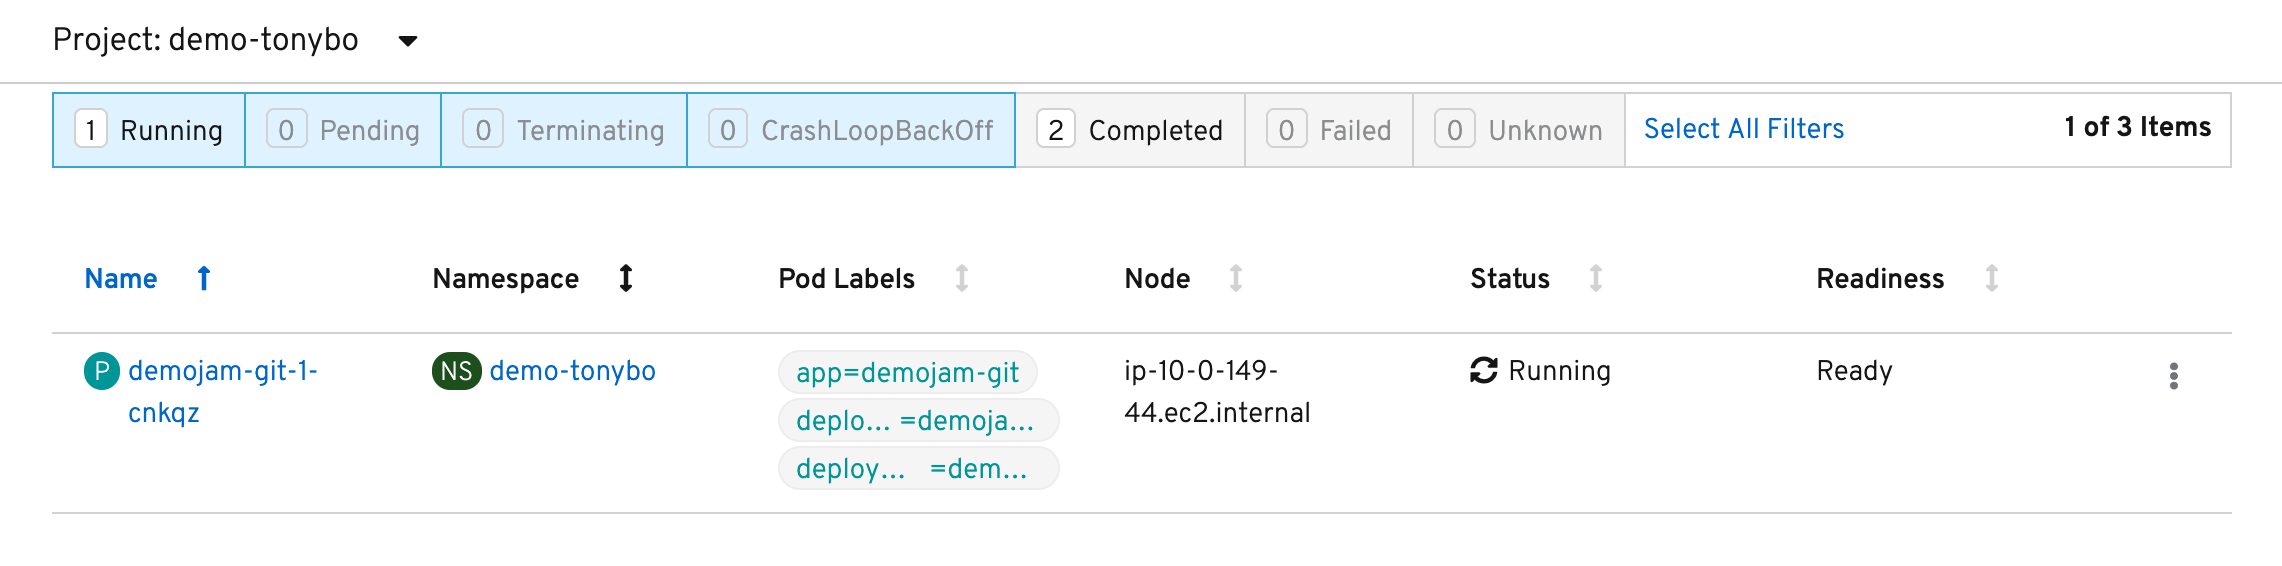 Project: demo-tonybo
1 Running 0 Pending 0 Terminating 0 CrashLoopBackOff 2 Completed 0 Failed 0 Unknown Select All Filters 1 of 3 Items
Name Namespace Pod Labels Node Status Readiness
P demojam-git-1- NS demo-tonybo app=demojam-git ip-10-0-149- Running Ready
cnkqz deplo... =demoja... 44.ec2.internal
deploy... =dem...